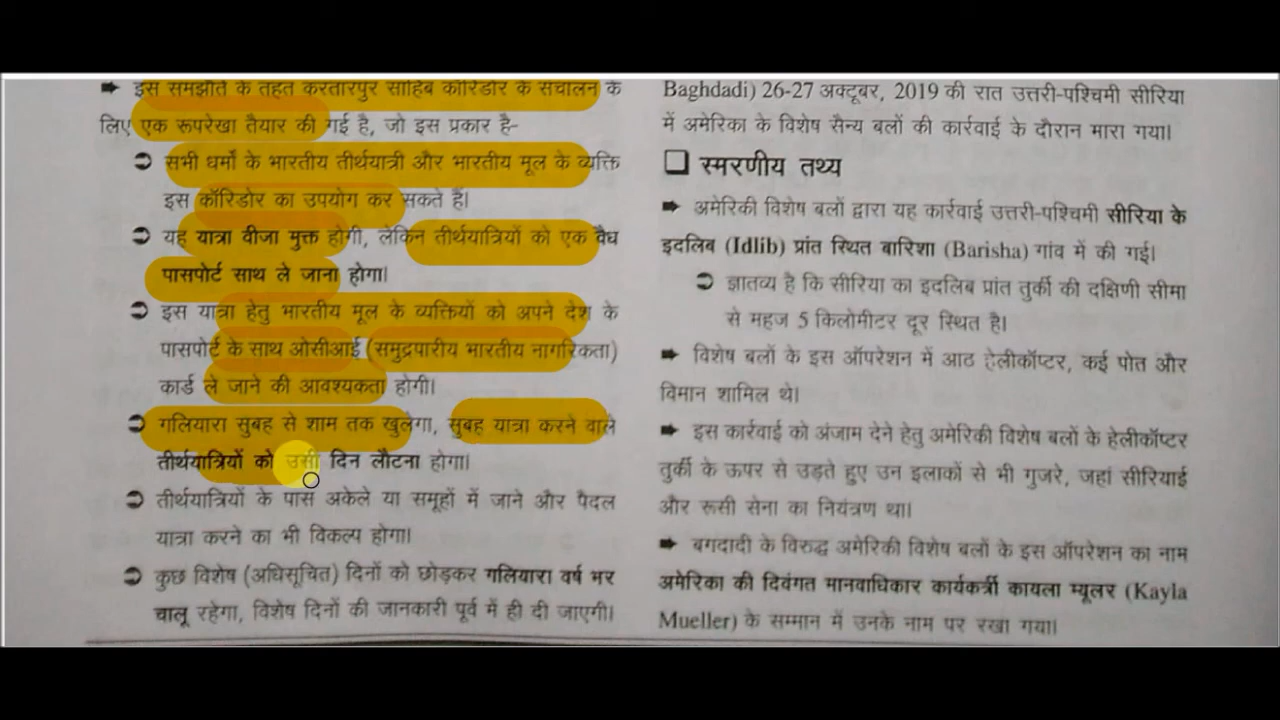 ➡ इस समझौते के तहत करतारपुर साहिब कॉरिडोर के संचालन के
लिए एक रूपरेखा तैयार की गई है, जो इस प्रकार है-
➲ सभी धर्मों के भारतीय तीर्थयात्री और भारतीय मूल के व्यक्ति
इस कॉरिडोर का उपयोग कर सकते हैं।
➲ यह यात्रा वीजा मुक्त होगी, लेकिन तीर्थयात्रियों को एक वैध
पासपोर्ट साथ ले जाना होगा।
➲ इस यात्रा हेतु भारतीय मूल के व्यक्तियों को अपने देश के
पासपोर्ट के साथ ओसीआई (समुद्रपारीय भारतीय नागरिकता)
कार्ड ले जाने की आवश्यकता होगी।
➲ गलियारा सुबह से शाम तक खुलेगा, सुबह यात्रा करने वाले
तीर्थयात्रियों को उसी दिन लौटना होगा।
➲ तीर्थयात्रियों के पास अकेले या समूहों में जाने और पैदल
यात्रा करने का भी विकल्प होगा।
➲ कुछ विशेष (अधिसूचित) दिनों को छोड़कर गलियारा वर्ष भर
चालू रहेगा, विशेष दिनों की जानकारी पूर्व में ही दी जाएगी।
Baghdadi) 26-27 अक्टूबर, 2019 की रात उत्तरी-पश्चिमी सीरिया
में अमेरिका के विशेष सैन्य बलों की कार्रवाई के दौरान मारा गया।
❑ स्मरणीय तथ्य
➡ अमेरिकी विशेष बलों द्वारा यह कार्रवाई उत्तरी-पश्चिमी सीरिया के
इदलिब (Idlib) प्रांत स्थित बारिशा (Barisha) गांव में की गई।
➲ ज्ञातव्य है कि सीरिया का इदलिब प्रांत तुर्की की दक्षिणी सीमा
से महज 5 किलोमीटर दूर स्थित है।
➡ विशेष बलों के इस ऑपरेशन में आठ हेलीकॉप्टर, कई पोत और
विमान शामिल थे।
➡ इस कार्रवाई को अंजाम देने हेतु अमेरिकी विशेष बलों के हेलीकॉप्टर
तुर्की के ऊपर से उड़ते हुए उन इलाकों से भी गुजरे, जहां सीरियाई
और रूसी सेना का नियंत्रण था।
➡ बगदादी के विरुद्ध अमेरिकी विशेष बलों के इस ऑपरेशन का नाम
अमेरिका की दिवंगत मानवाधिकार कार्यकर्त्री कायला म्यूलर (Kayla
Mueller) के सम्मान में उनके नाम पर रखा गया।